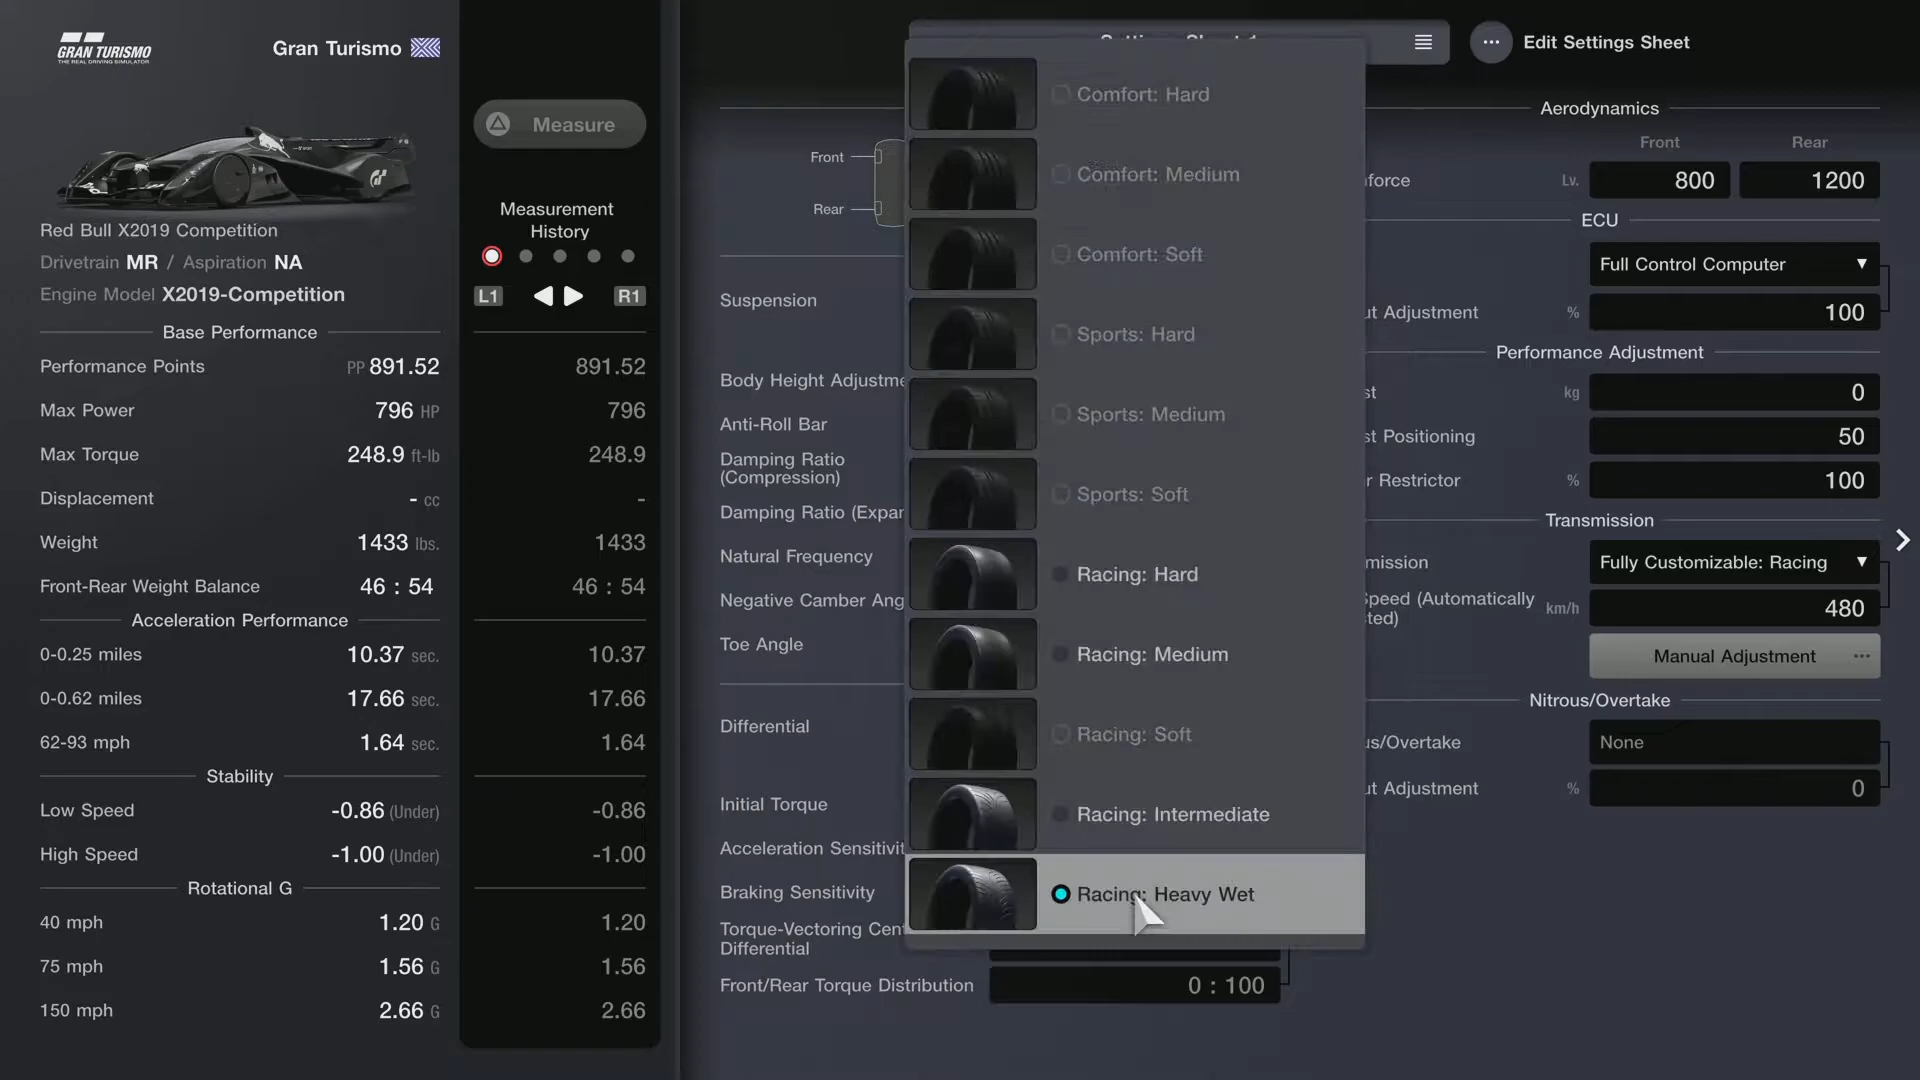 GRAN TURISMO
THE REAL DRIVING SIMULATOR
Gran Turismo
Red Bull X2019 Competition
Drivetrain MR / Aspiration NA
Engine Model X2019-Competition
Base Performance
Performance Points PP 891.52
Max Power 796 HP
Max Torque 248.9 ft-lb
Displacement - cc
Weight 1433 lbs.
Front-Rear Weight Balance 46 : 54
Acceleration Performance
0-0.25 miles 10.37 sec.
0-0.62 miles 17.66 sec.
62-93 mph 1.64 sec.
Stability
Low Speed -0.86 (Under)
High Speed -1.00 (Under)
Rotational G
40 mph 1.20 G
75 mph 1.56 G
150 mph 2.66 G
Measure
Measurement
History
L1 R1
891.52
796
248.9
-
1433
46 : 54
10.37
17.66
1.64
-0.86
-1.00
1.20
1.56
2.66
Front
Rear
Suspension
Body Height Adjustme
Anti-Roll Bar
Damping Ratio
(Compression)
Damping Ratio (Expan
Natural Frequency
Negative Camber Ang
Toe Angle
Differential
Initial Torque
Acceleration Sensitivit
Braking Sensitivity
Torque-Vectoring Cen
Differential
Front/Rear Torque Distribution 0 : 100
Comfort: Hard
Comfort: Medium
Comfort: Soft
Sports: Hard
Sports: Medium
Sports: Soft
Racing: Hard
Racing: Medium
Racing: Soft
Racing: Intermediate
Racing: Heavy Wet
Edit Settings Sheet
Aerodynamics
Front Rear
force Lv. 800 1200
ECU
Full Control Computer
ut Adjustment % 100
Performance Adjustment
st kg 0
st Positioning 50
r Restrictor % 100
Transmission
mission Fully Customizable: Racing
Speed (Automatically
ted) km/h 480
Manual Adjustment
Nitrous/Overtake
us/Overtake None
ut Adjustment % 0